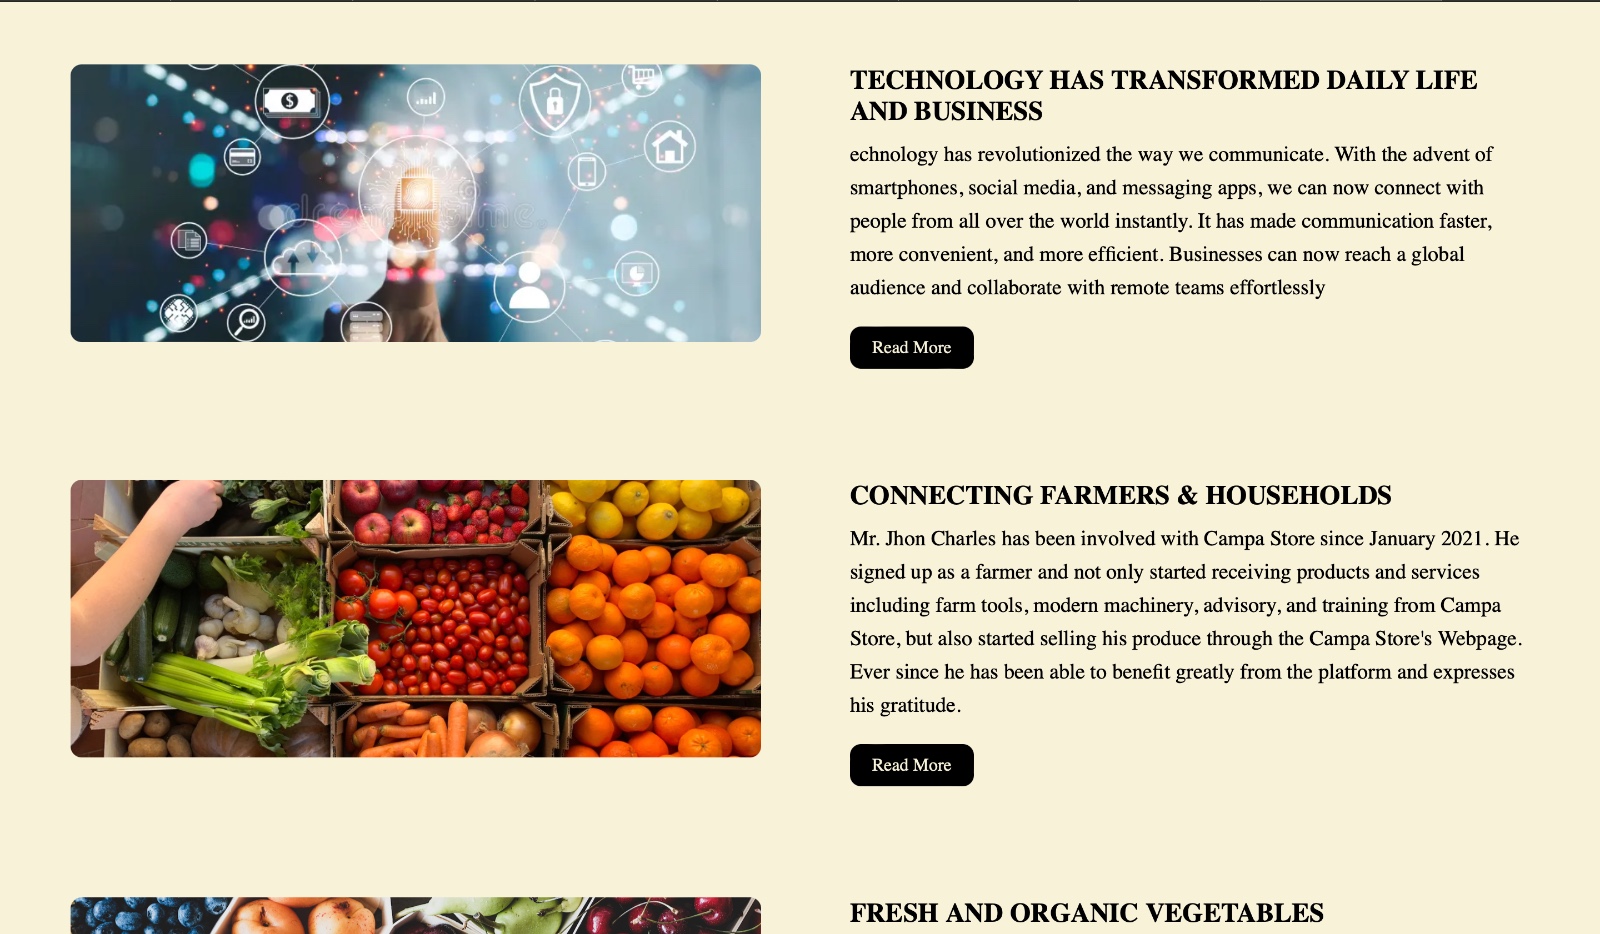 TECHNOLOGY HAS TRANSFORMED DAILY LIFE
AND BUSINESS
echnology has revolutionized the way we communicate. With the advent of
smartphones, social media, and messaging apps, we can now connect with
people from all over the world instantly. It has made communication faster,
more convenient, and more efficient. Businesses can now reach a global
audience and collaborate with remote teams effortlessly
Read More
CONNECTING FARMERS & HOUSEHOLDS
Mr. Jhon Charles has been involved with Campa Store since January 2021. He
signed up as a farmer and not only started receiving products and services
including farm tools, modern machinery, advisory, and training from Campa
Store, but also started selling his produce through the Campa Store's Webpage.
Ever since he has been able to benefit greatly from the platform and expresses
his gratitude.
Read More
FRESH AND ORGANIC VEGETABLES